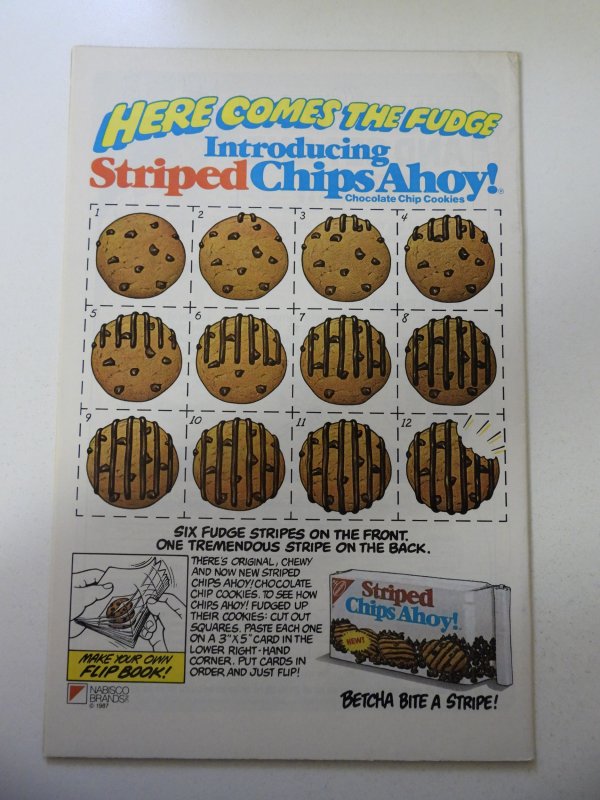 HERE COMES THE FUDGE
Introducing
Striped Chips Ahoy!®
Chocolate Chip Cookies
1 2 3 4
5 6 7 8
9 10 11 12
SIX FUDGE STRIPES ON THE FRONT.
ONE TREMENDOUS STRIPE ON THE BACK.
THERE'S ORIGINAL, CHEWY
AND NOW NEW STRIPED
CHIPS AHOY! CHOCOLATE
CHIP COOKIES. TO SEE HOW
CHIPS AHOY! FUDGED UP
THEIR COOKIES: CUT OUT
SQUARES. PASTE EACH ONE
ON A 3"X5" CARD IN THE
LOWER RIGHT-HAND
CORNER. PUT CARDS IN
ORDER AND JUST FLIP!
MAKE YOUR OWN
FLIP BOOK!
NABISCO
BRANDS
© 1987
Striped
Chips Ahoy!
NEW!
BETCHA BITE A STRIPE!